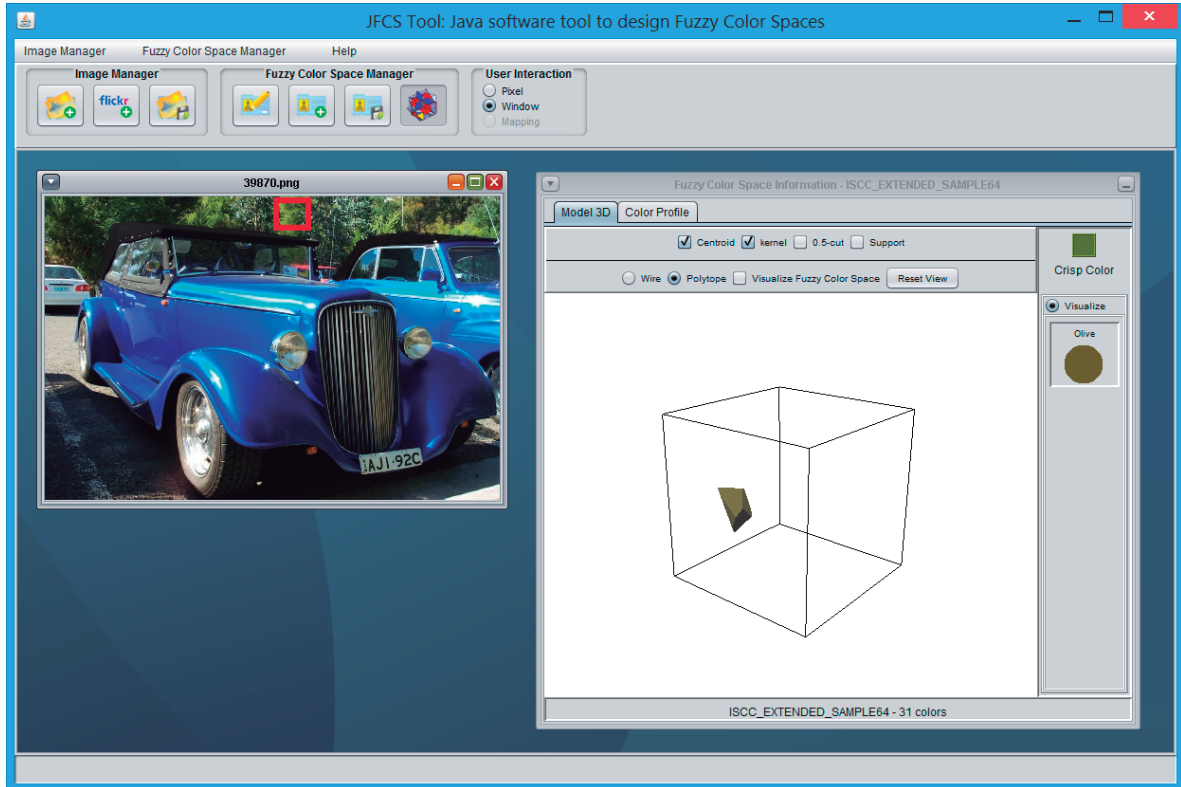 JFCS Tool: Java software tool to design Fuzzy Color Spaces
Image Manager Fuzzy Color Space Manager Help
Image Manager Fuzzy Color Space Manager User Interaction
flickr
Pixel
Window
Mapping
39870.png
AJI·92C
Fuzzy Color Space Information - ISCC_EXTENDED_SAMPLE64
Model 3D Color Profile
Centroid kernel 0.5-cut Support
Wire Polytope Visualize Fuzzy Color Space Reset View
Crisp Color
Visualize
Olive
ISCC_EXTENDED_SAMPLE64 - 31 colors